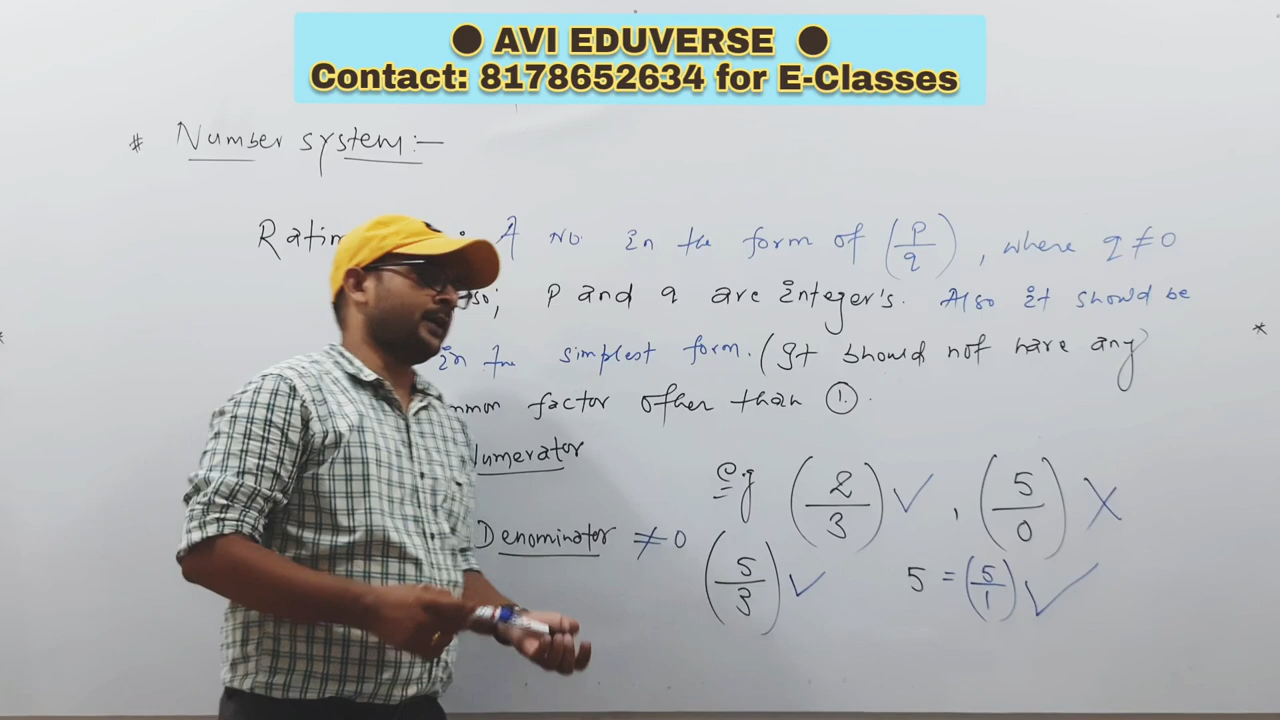 ● AVI EDUVERSE ●
Contact: 8178652634 for E-Classes
# Number system:-
A No. in the form of (P/q), where q ≠ 0
P and q are Integer's. Also it should be
in the simplest form. (It should not have any
factor other than ①.
Numerator
Eg (2/3) ✓, (5/0) X
Denominator ≠ 0
(5/3) ✓ 5 = (5/1) ✓